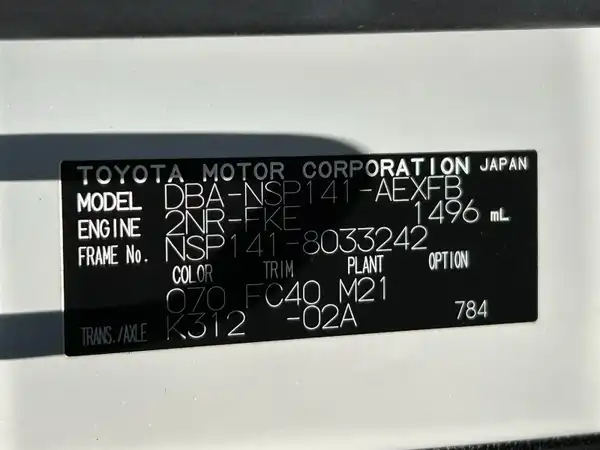 TOYOTA MOTOR CORPORATION JAPAN
MODEL DBA-NSP141-AEXFB
ENGINE 2NR-FKE 1496 mL
FRAME No. NSP141-8033242
COLOR TRIM PLANT OPTION
070 FC40 M21
TRANS./AXLE K312 -02A 784